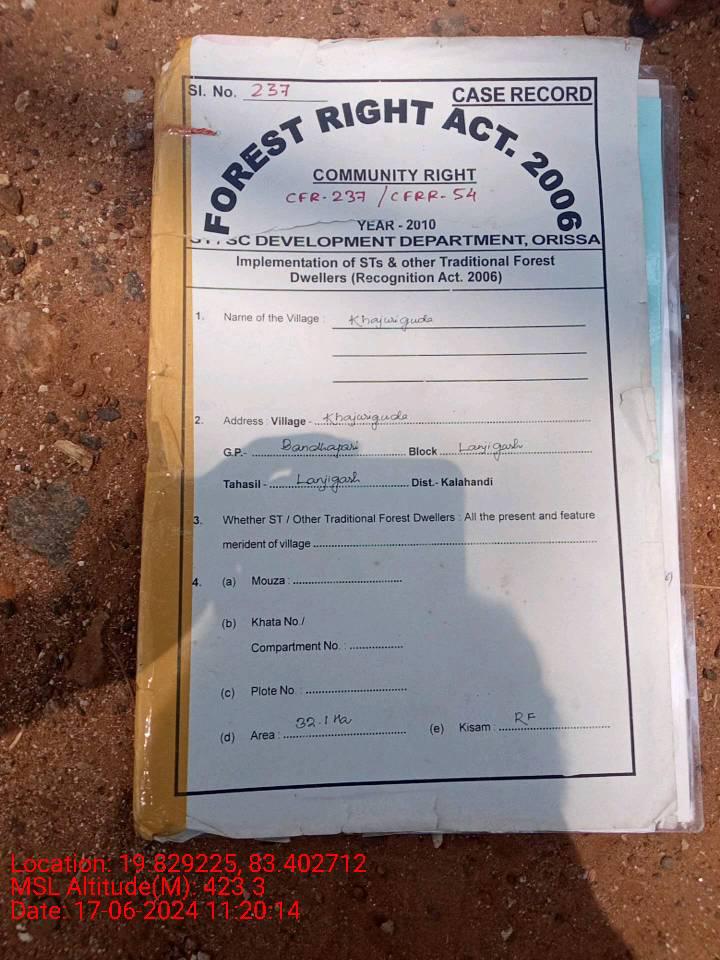 Sl. No. 237
CASE RECORD
FOREST RIGHT ACT. 2006
COMMUNITY RIGHT
CFR-237 / CFRR-54
YEAR - 2010
ST / SC DEVELOPMENT DEPARTMENT, ORISSA
Implementation of STs & other Traditional Forest
Dwellers (Recognition Act. 2006)
1. Name of the Village : Khajuriguda
2. Address : Village - Khajuriguda
G.P.- Bandhapari Block Lanjigarh
Tahasil - Lanjigarh Dist.- Kalahandi
3. Whether ST / Other Traditional Forest Dwellers : All the present and feature
merident of village
4. (a) Mouza :
(b) Khata No./
Compartment No. :
(c) Plote No. :
(d) Area : 32.1 Ha (e) Kisam : RF
Location: 19.829225, 83.402712
MSL Altitude(M): 423.3
Date: 17-06-2024 11:20:14